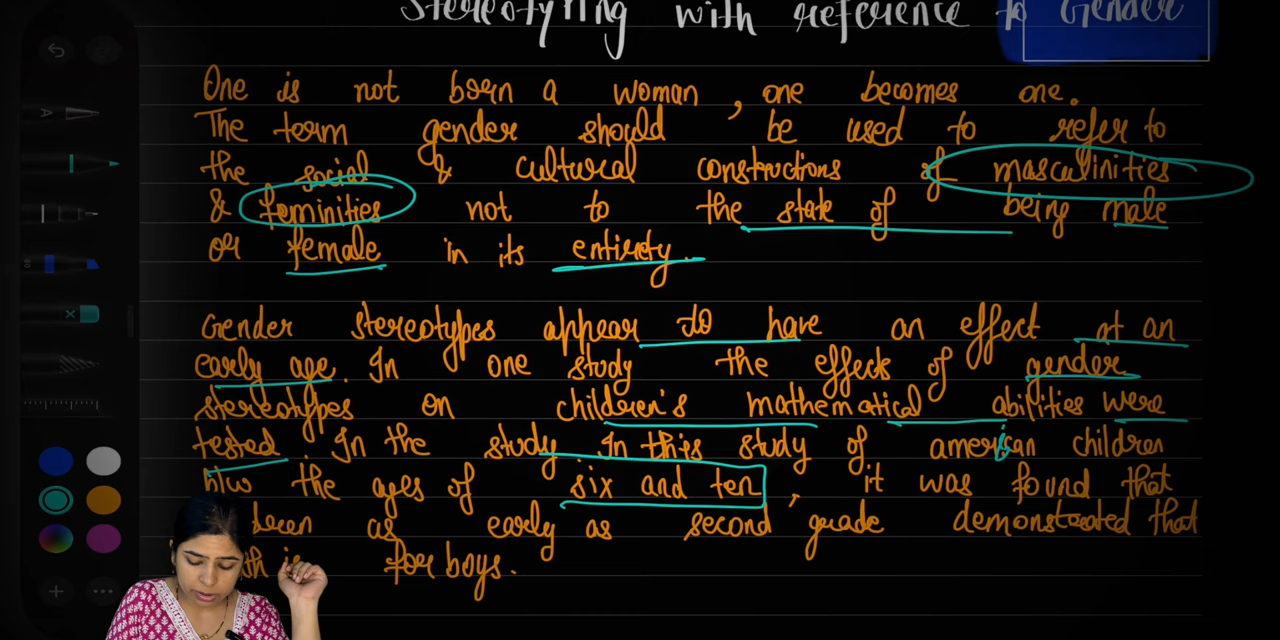 Stereotyping with reference to Gender
One is not born a woman, one becomes one.
The term gender should be used to refer to
the social & cultural constructions of masculinities
& feminities not to the state of being male
or female in its entirety.
Gender stereotypes appear to have an effect at an
early age. In one study the effects of gender
stereotypes on children's mathematical abilities were
tested. In the study In this study of american children
b/w the ages of six and ten, it was found that
been as early as second grade demonstrated that
for boys.